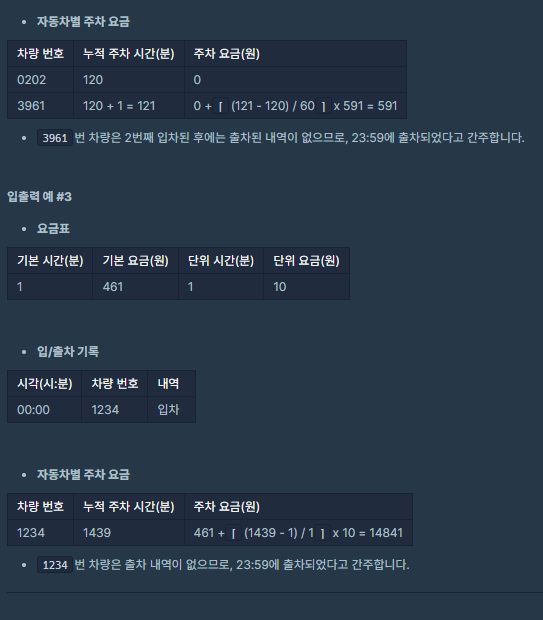 자동차별 주차 요금
차량 번호 누적 주차 시간(분) 주차 요금(원)
0202 120 0
3961 120 + 1 = 121 0 + ⌈ (121 - 120) / 60 ⌉ x 591 = 591
3961 번 차량은 2번째 입차된 후에는 출차된 내역이 없으므로, 23:59에 출차되었다고 간주합니다.
입출력 예 #3
요금표
기본 시간(분) 기본 요금(원) 단위 시간(분) 단위 요금(원)
1 461 1 10
입/출차 기록
시각(시:분) 차량 번호 내역
00:00 1234 입차
자동차별 주차 요금
차량 번호 누적 주차 시간(분) 주차 요금(원)
1234 1439 461 + ⌈ (1439 - 1) / 1 ⌉ x 10 = 14841
1234 번 차량은 출차 내역이 없으므로, 23:59에 출차되었다고 간주합니다.